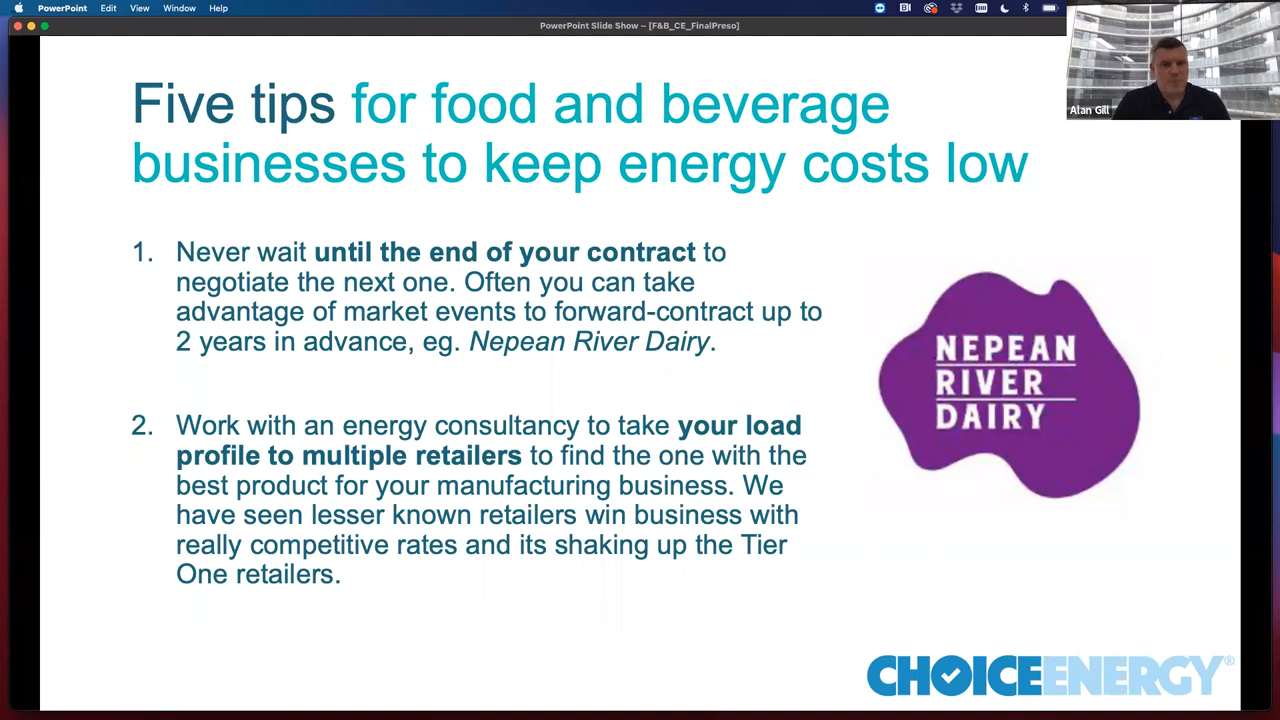 PowerPoint Edit View Window Help
PowerPoint Slide Show – [F&B_CE_FinalPreso]
Alan Gill
Five tips for food and beverage
businesses to keep energy costs low
1. Never wait until the end of your contract to
negotiate the next one. Often you can take
advantage of market events to forward-contract up to
2 years in advance, eg. Nepean River Dairy.
2. Work with an energy consultancy to take your load
profile to multiple retailers to find the one with the
best product for your manufacturing business. We
have seen lesser known retailers win business with
really competitive rates and its shaking up the Tier
One retailers.
NEPEAN
RIVER
DAIRY
CHOICEENERGY®